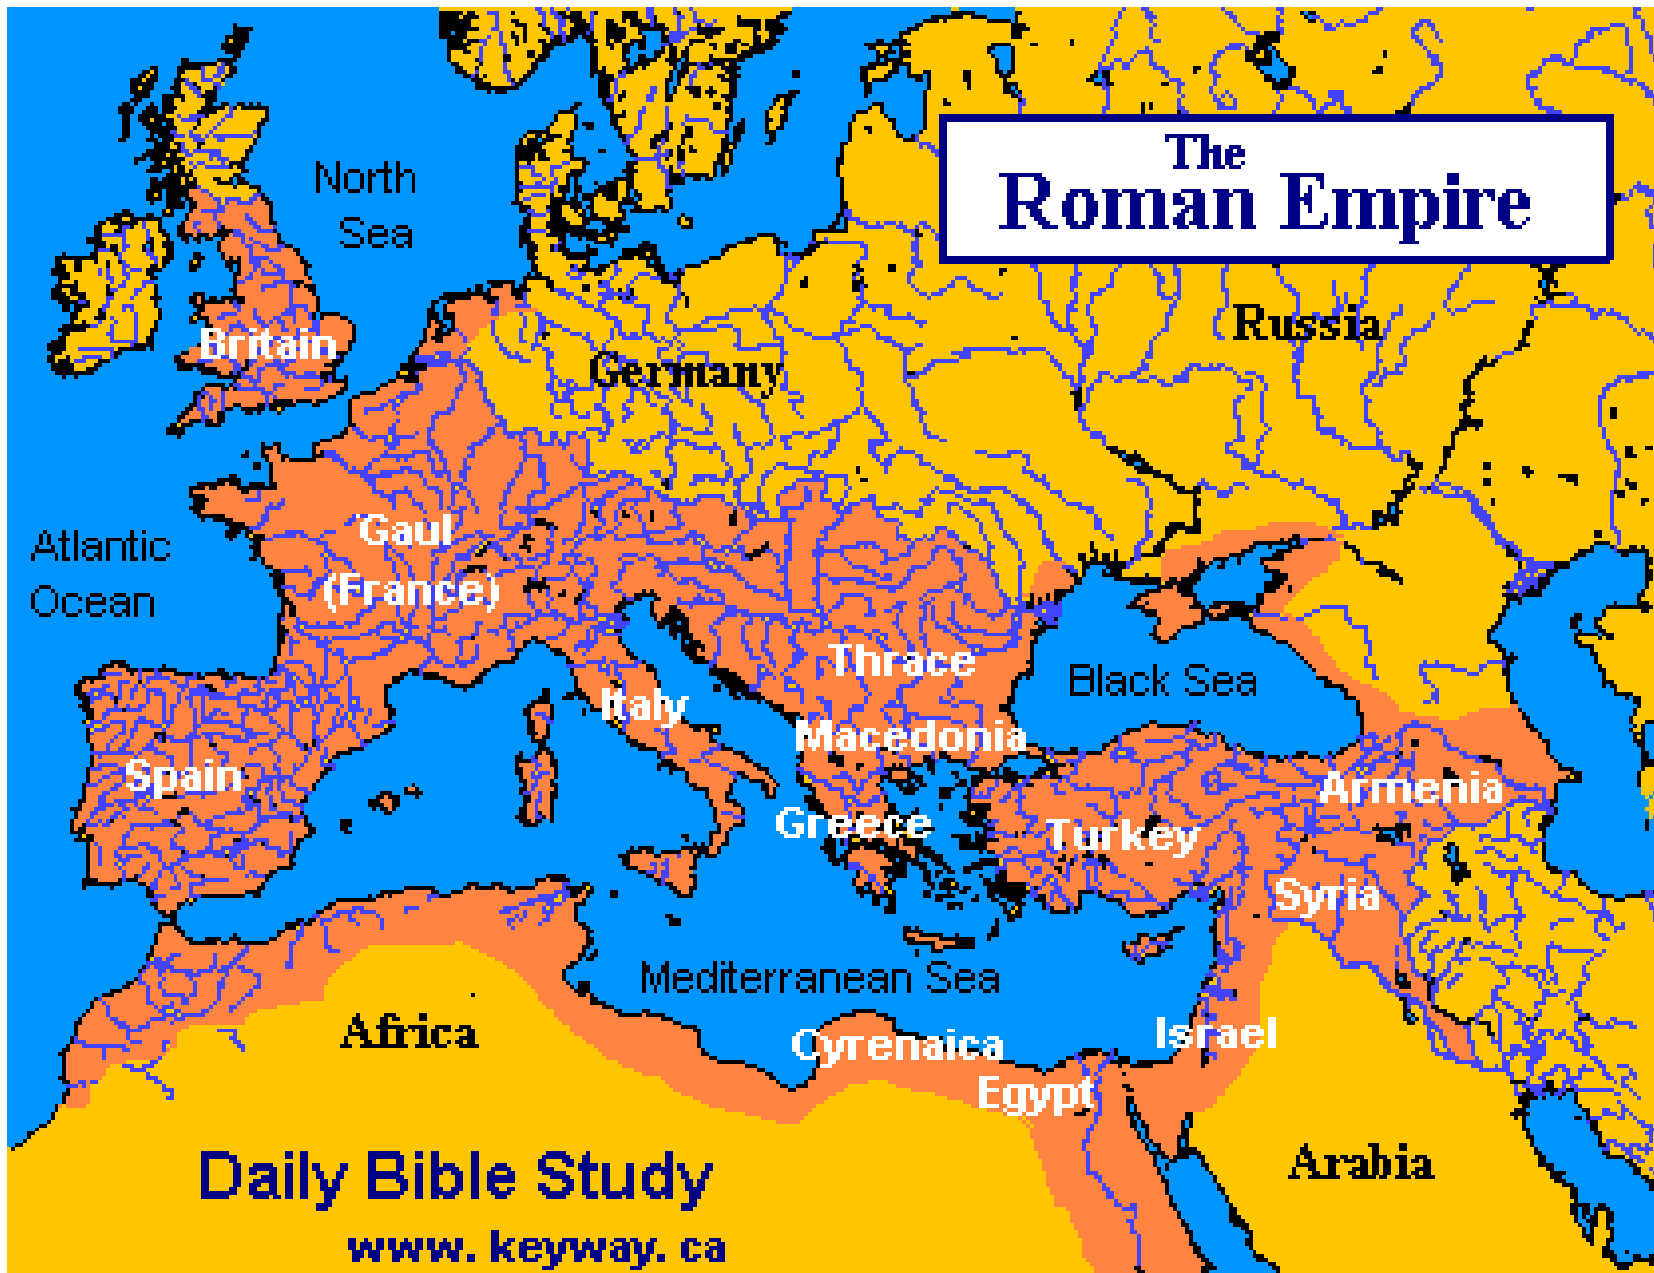 The
Roman Empire
North
Sea
Russia
Britain
Germany
Atlantic
Ocean
Gaul
(France)
Thrace
Black Sea
Italy
Macedonia
Spain
Armenia
Greece
Turkey
Syria
Mediterranean Sea
Africa
Cyrenaica
Israel
Egypt
Arabia
Daily Bible Study
www. keyway. ca